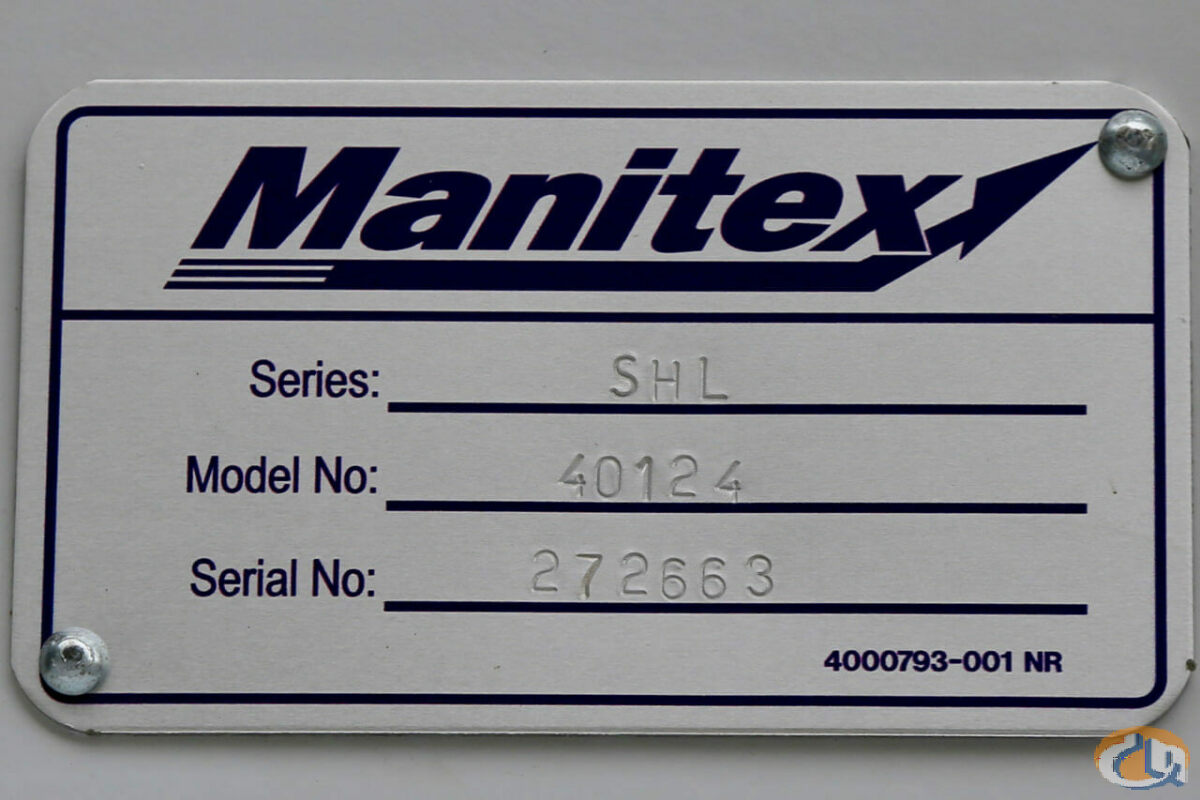 Manitex
Series: SHL
Model No: 40124
Serial No: 272663
4000793-001 NR